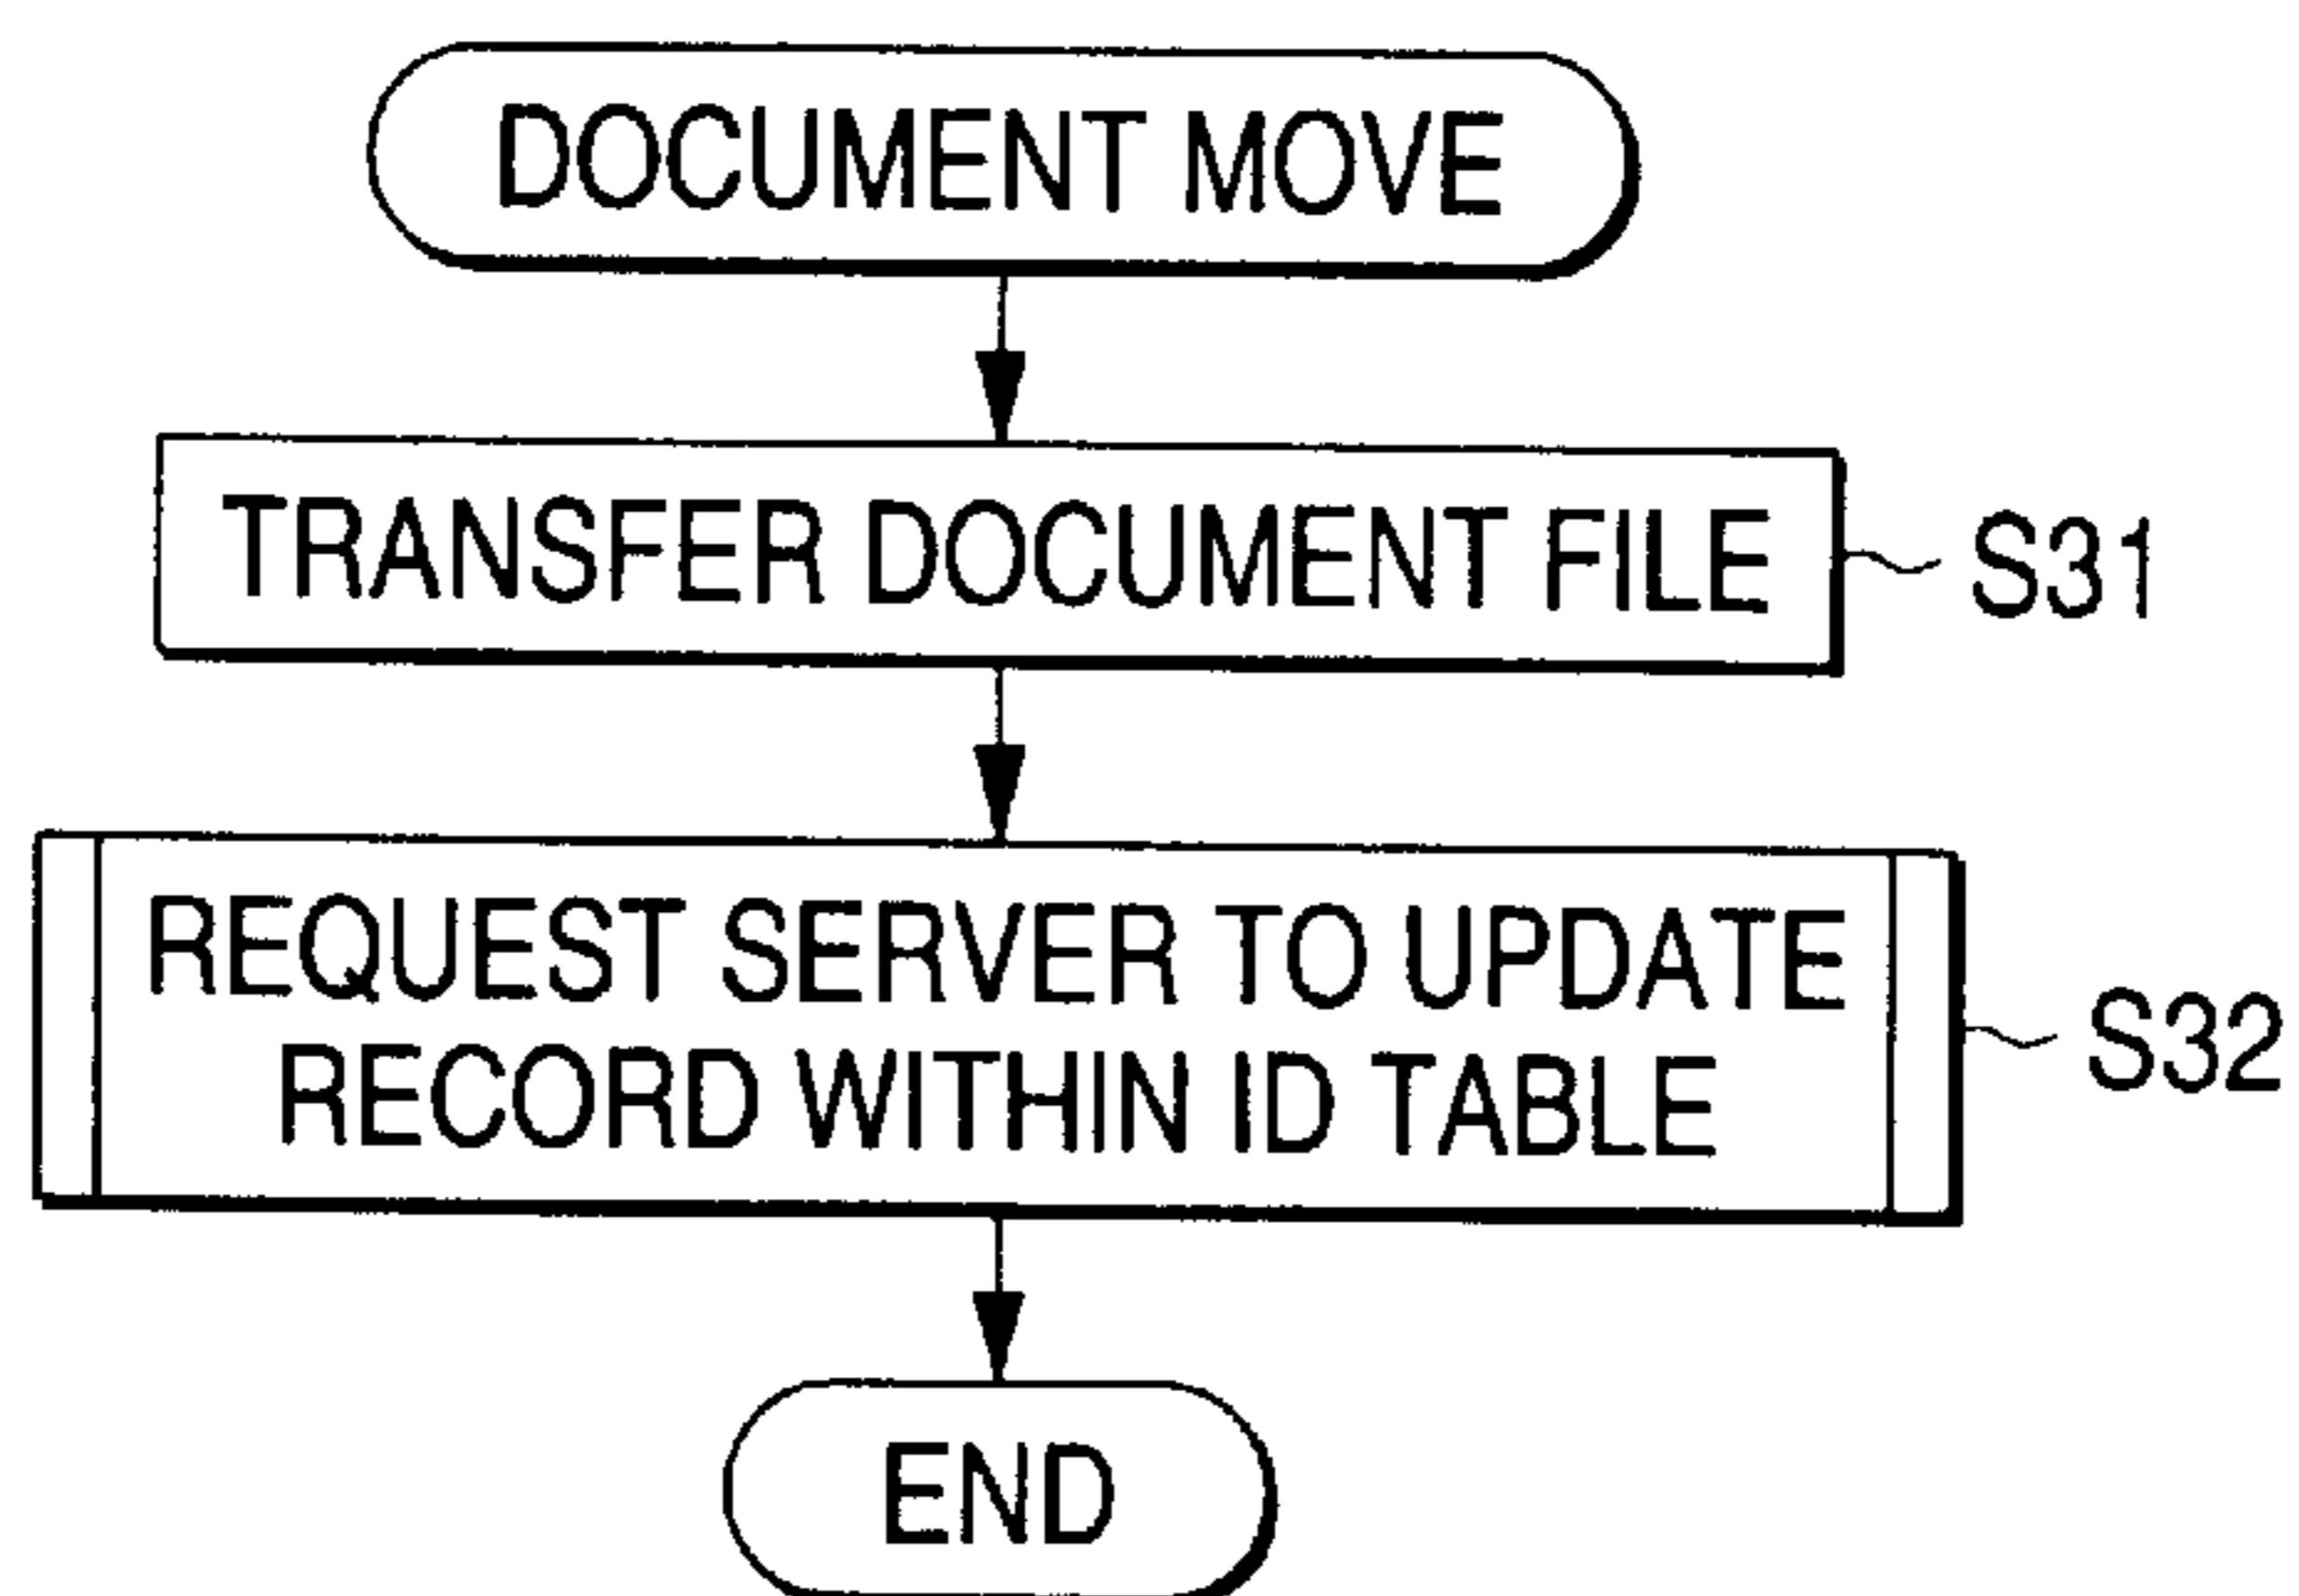 DOCUMENT MOVE
TRANSFER DOCUMENT FILE
S31
REQUEST SERVER TO UPDATE
RECORD WITHIN ID TABLE
S32
END